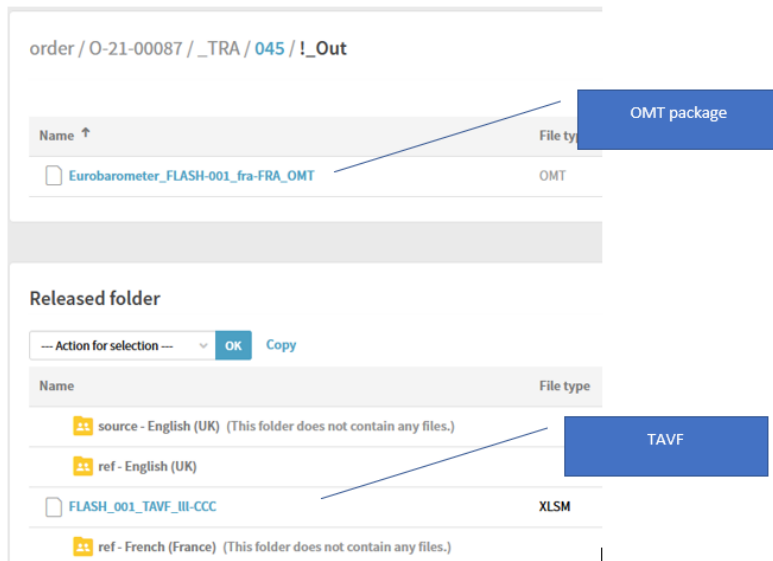 order / O-21-00087 / _TRA / 045 / !_Out
OMT package
Name ↑ File typ
Eurobarometer_FLASH-001_fra-FRA_OMT OMT
Released folder
--- Action for selection --- OK Copy
Name File type
source - English (UK) (This folder does not contain any files.)
TAVF
ref - English (UK)
FLASH_001_TAVF_III-CCC XLSM
ref - French (France) (This folder does not contain any files.)